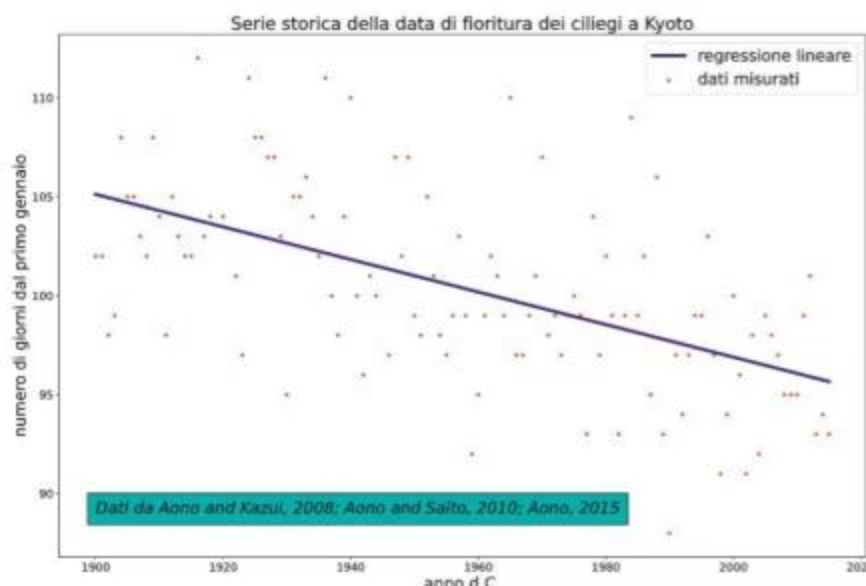 Serie storica della data di fioritura dei ciliegi a Kyoto
regressione lineare
dati misurati
numero di giorni dal primo gennaio
110
105
100
95
90
Dati da Aono and Kazui, 2008; Aono and Saito, 2010; Aono, 2015
1900
1920
1940
1960
1980
2000
anno d.C